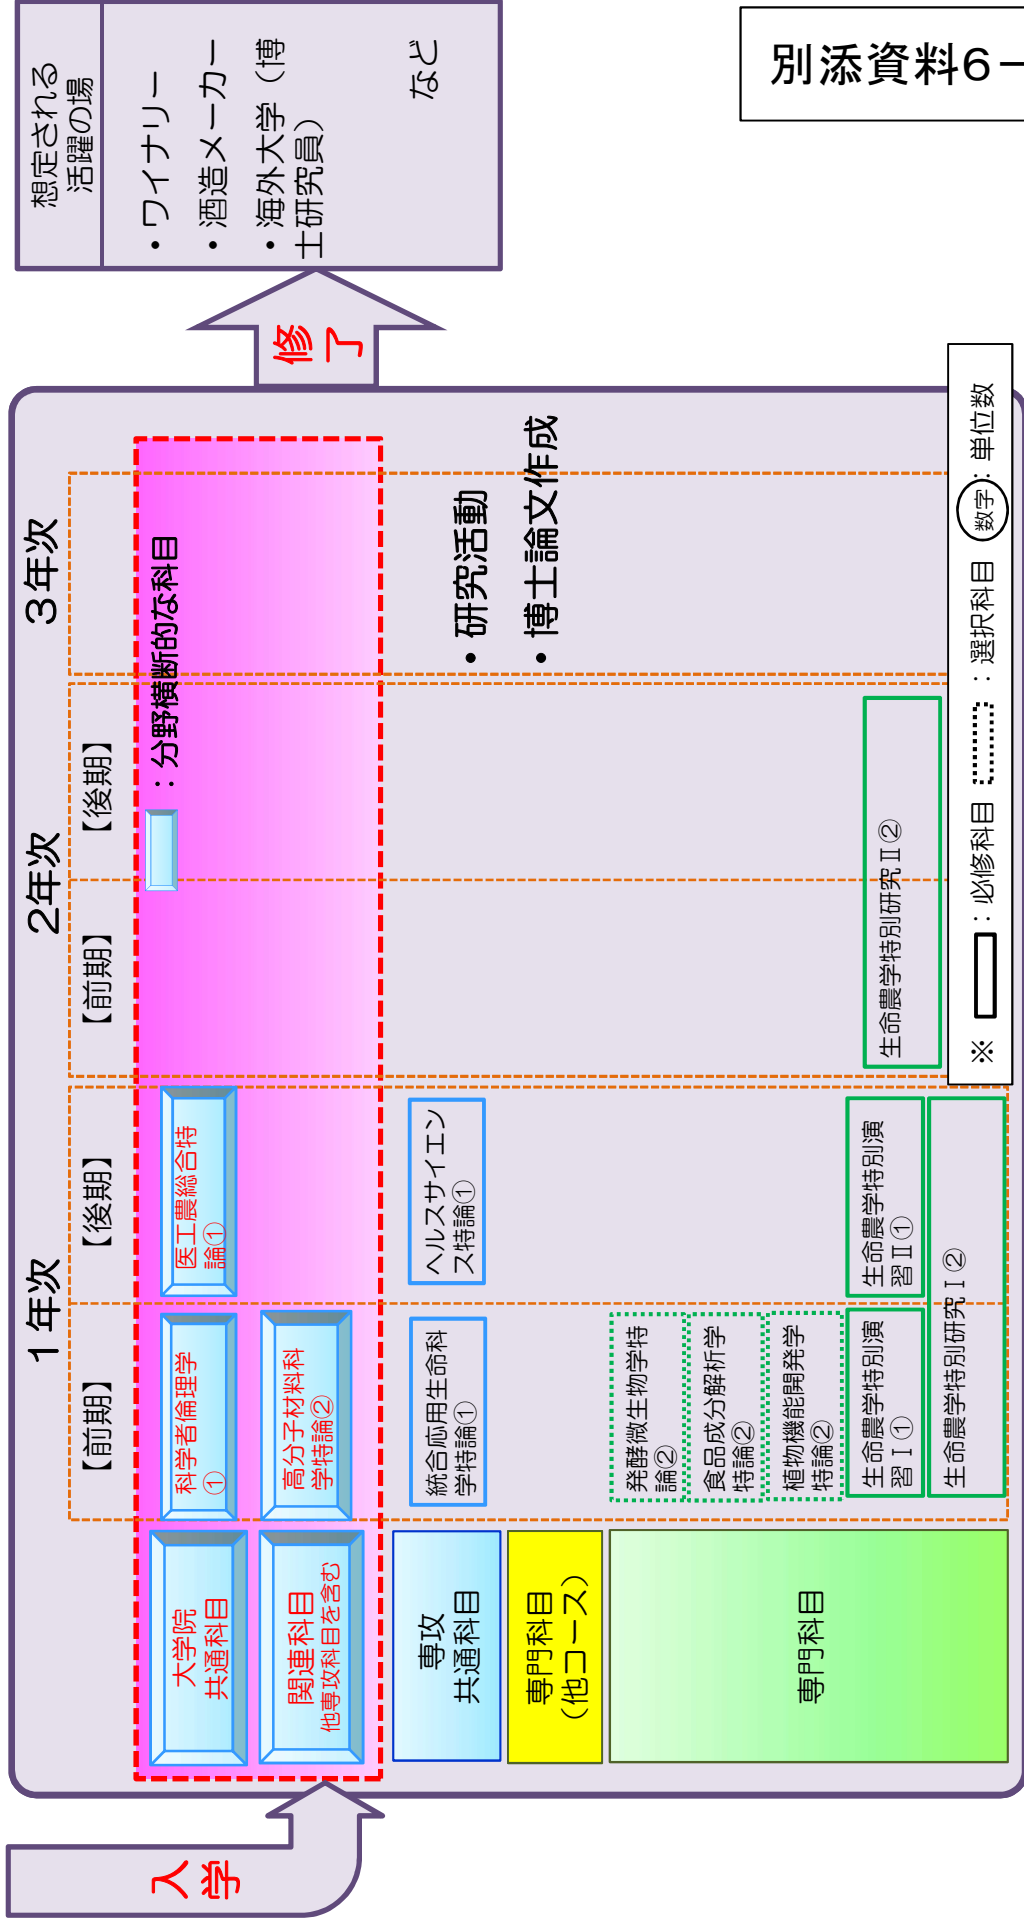 別添資料6－
入
学
1年次
2年次
3年次
【前期】
【後期】
【前期】
【後期】
大学院
共通科目
科学者倫理学
①
医工農総合特
論①
：分野横断的な科目
関連科目
他専攻科目を含む
高分子材料科
学特論②
専攻
共通科目
統合応用生命科
学特論①
ヘルスサイエン
ス特論①
・研究活動
・博士論文作成
専門科目
（他コース）
専門科目
発酵微生物学特
論②
食品成分解析学
特論②
植物機能開発学
特論②
生命農学特別演
習Ⅰ①
生命農学特別演
習Ⅱ①
生命農学特別研究Ⅰ②
生命農学特別研究Ⅱ②
※ ：必修科目 ：選択科目 数字：単位数
修
了
想定される
活躍の場
・ワイナリー
・酒造メーカー
・海外大学（博
士研究員）
など